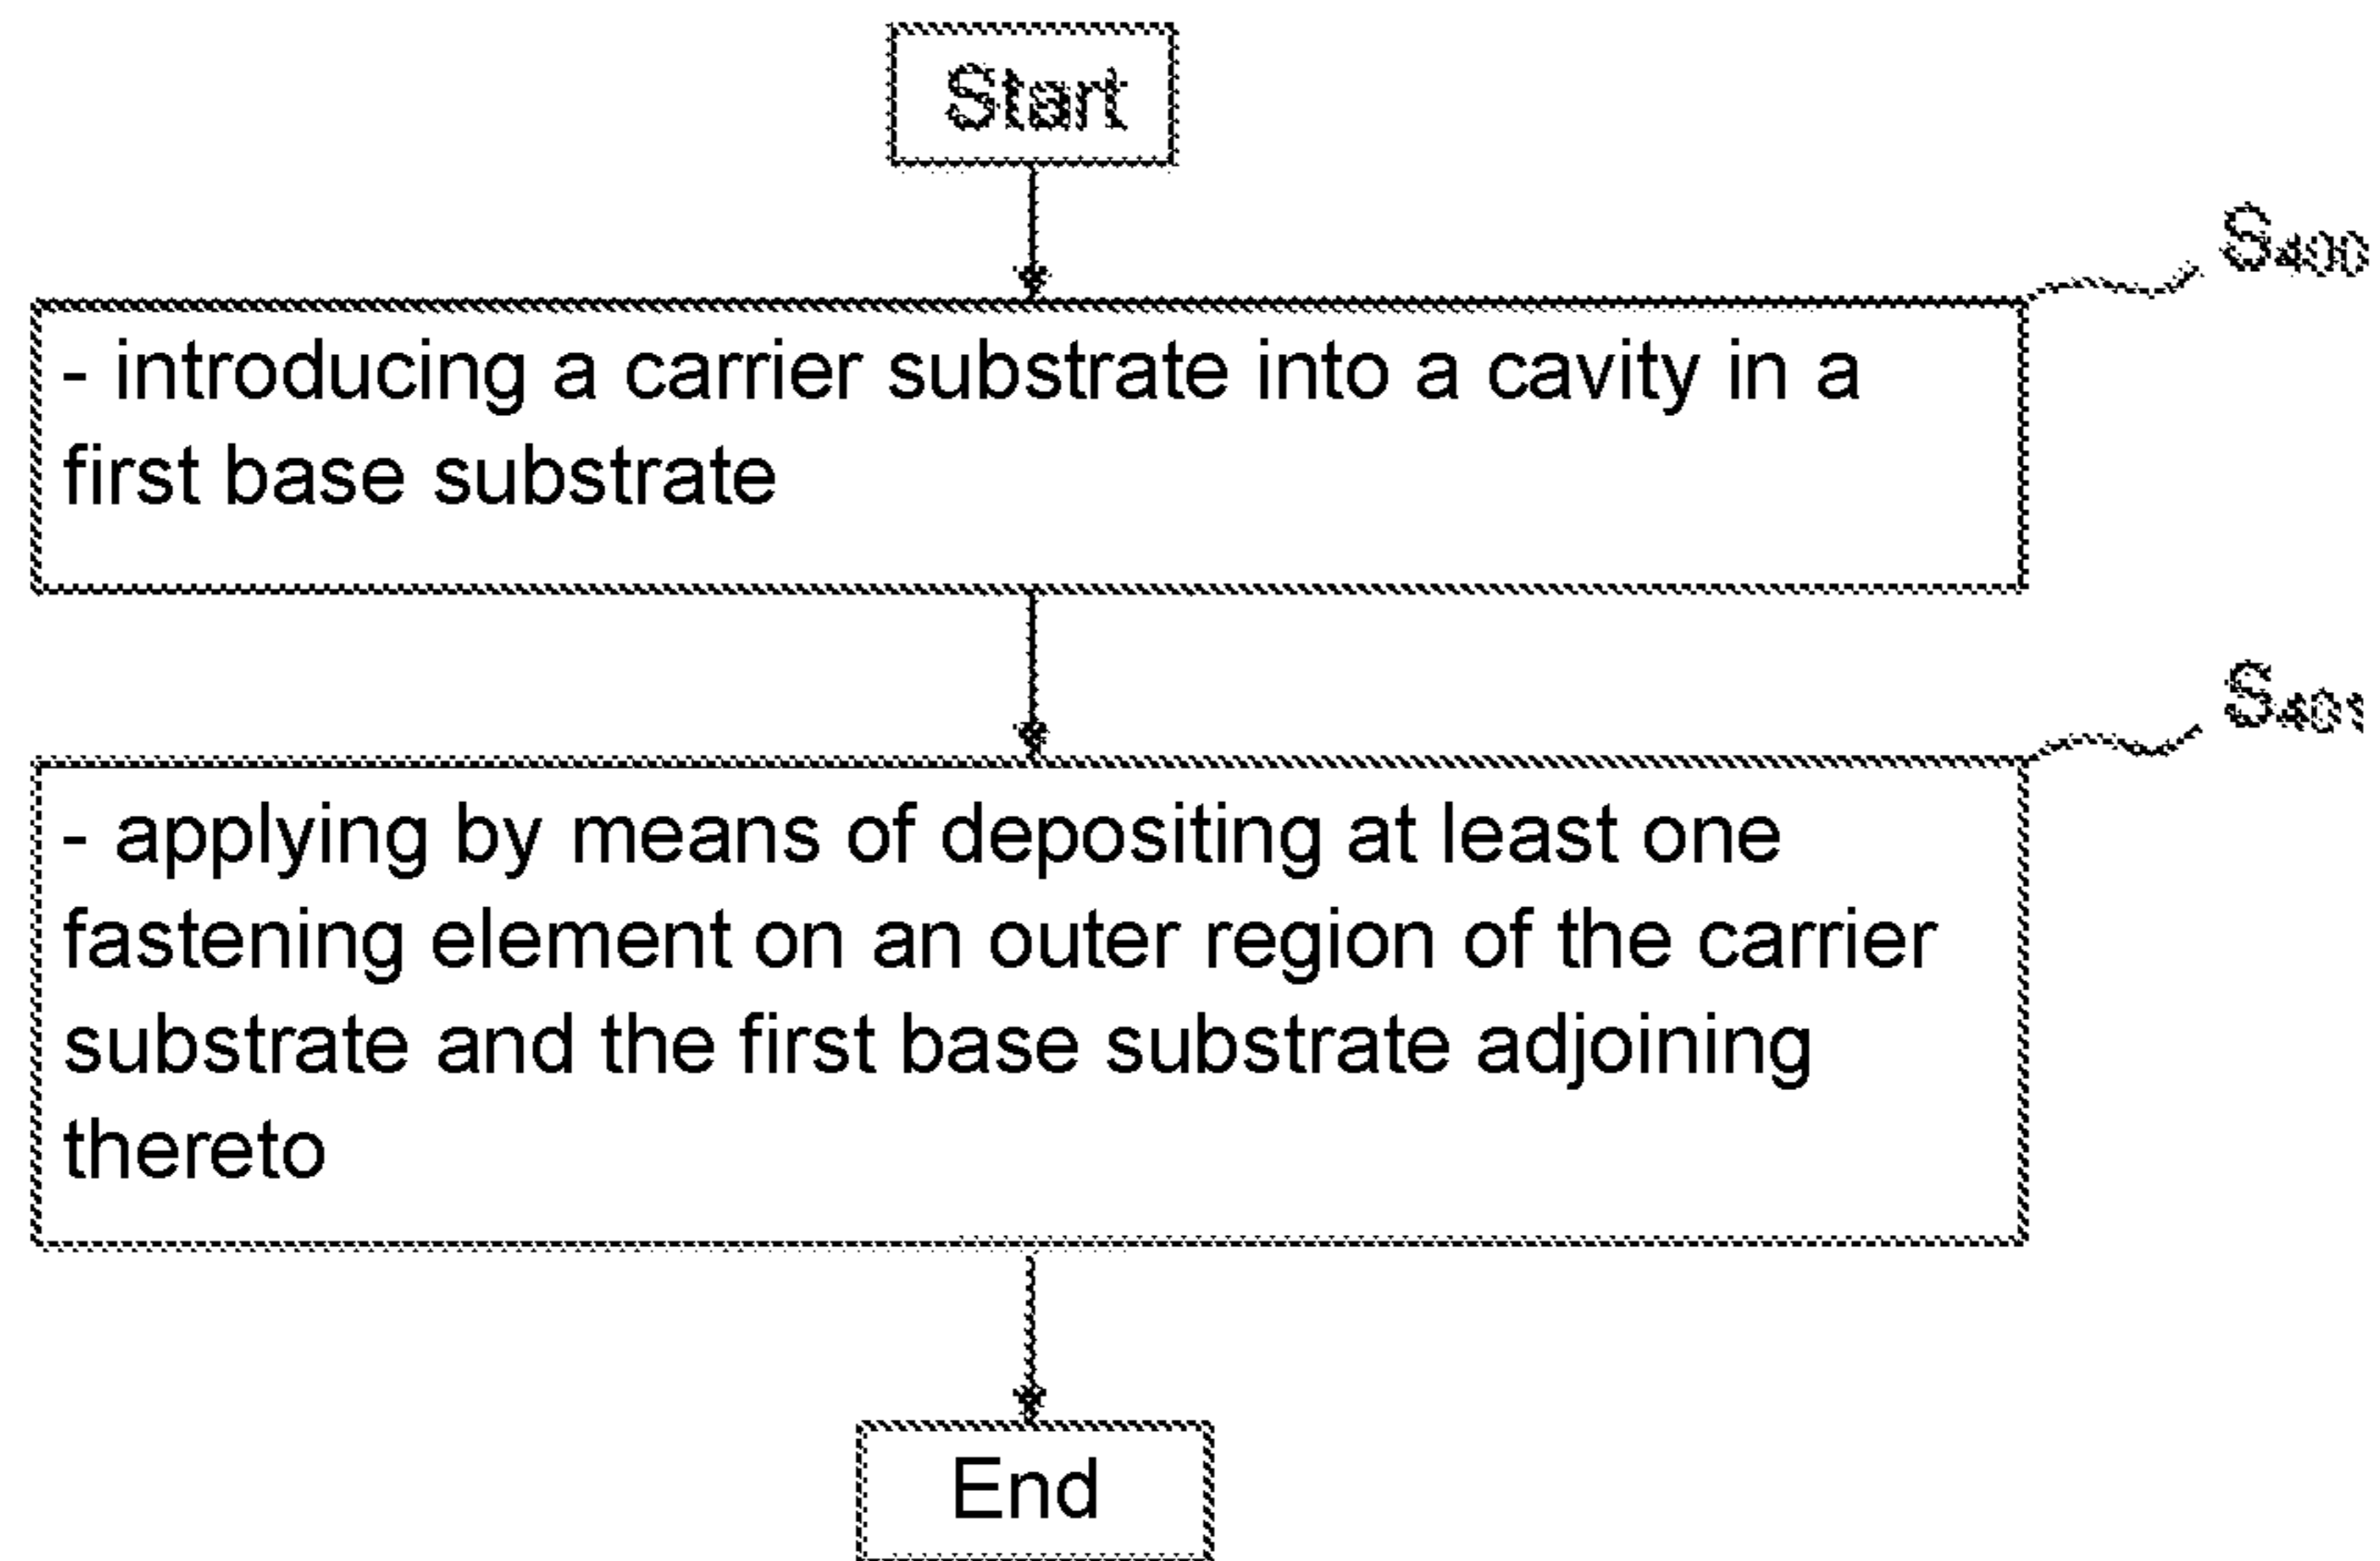 Start
S400
- introducing a carrier substrate into a cavity in a
first base substrate
S401
- applying by means of depositing at least one
fastening element on an outer region of the carrier
substrate and the first base substrate adjoining
thereto
End